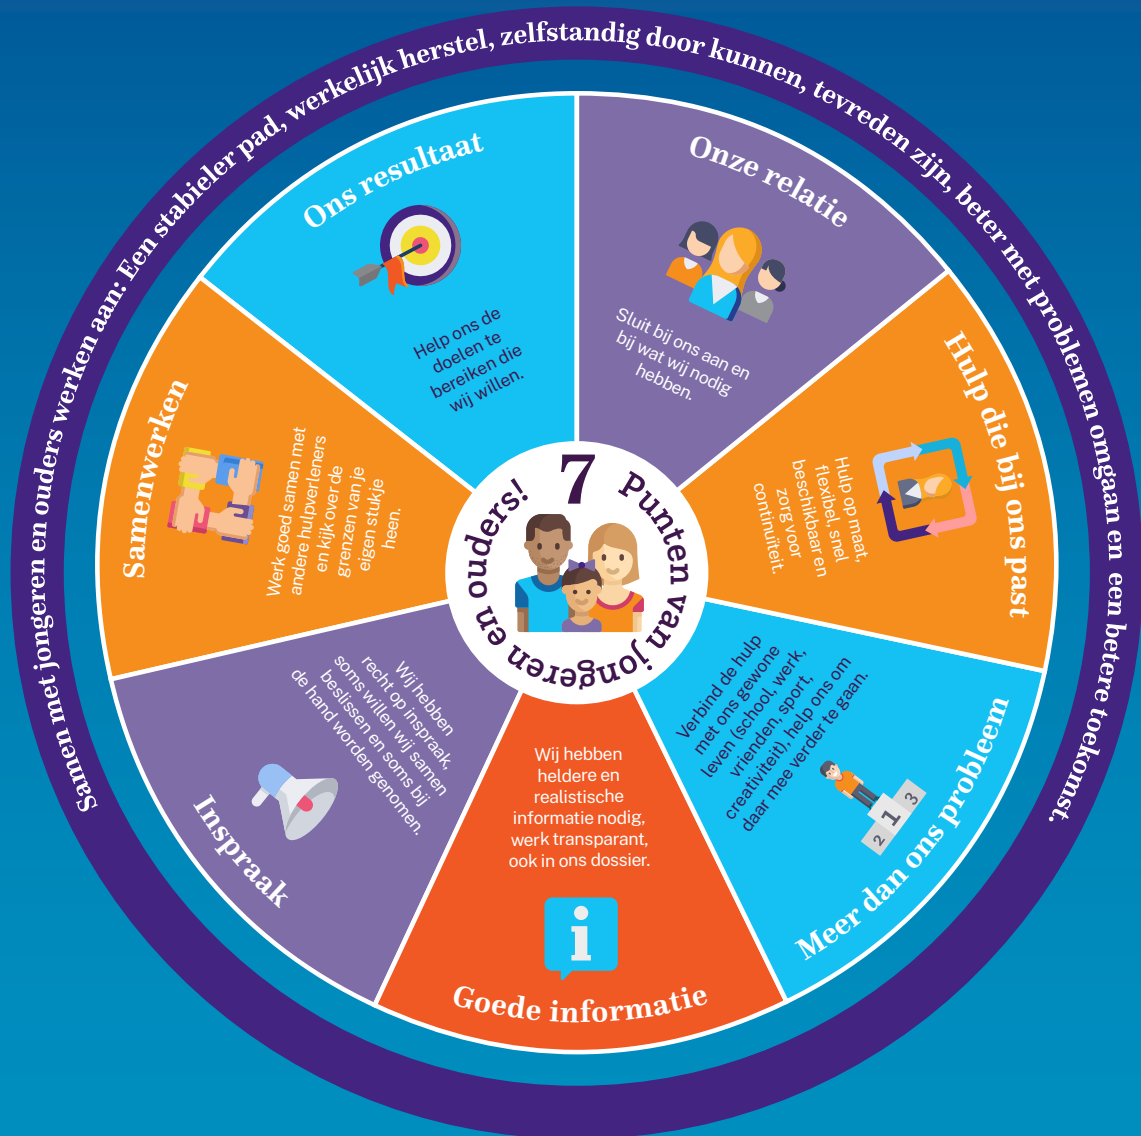 Samen met jongeren en ouders werken aan: Een stabieler pad, werkelijk herstel, zelfstandig door kunnen, tevreden zijn, beter met problemen omgaan en een betere toekomst.
7 Punten van jongeren en ouders!
Onze relatie
Sluit bij ons aan en
bij wat wij nodig
hebben.
Hulp die bij ons past
Hulp op maat,
flexibel, snel
beschikbaar en
zorg voor
continuïteit.
Meer dan ons probleem
Verbind de hulp
met ons gewone
leven (school, werk,
vrienden, sport,
creativiteit), help ons om
daar mee verder te gaan.
2 1 3
Goede informatie
Wij hebben
heldere en
realistische
informatie nodig,
werk transparant,
ook in ons dossier.
i
Inspraak
Wij hebben
recht op inspraak,
soms willen wij samen
beslissen en soms bij
de hand worden genomen.
Samenwerken
Werk goed samen met
andere hulpverleners
en kijk over de
grenzen van je
eigen stukje
heen.
Ons resultaat
Help ons de
doelen te
bereiken die
wij willen.